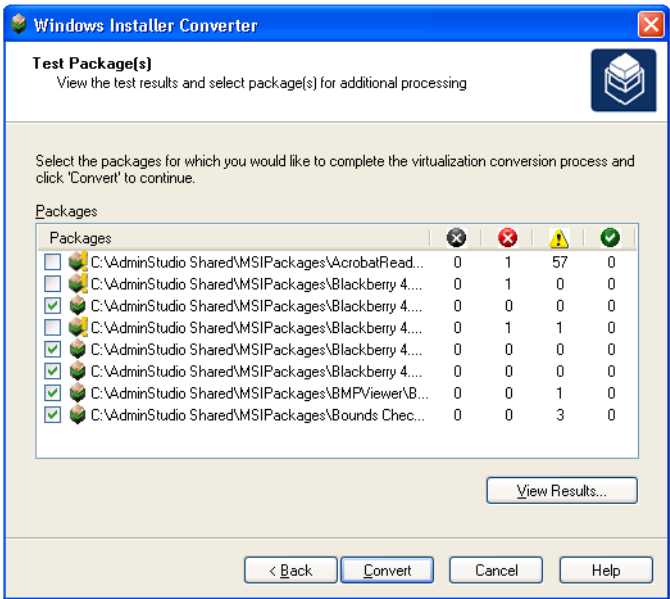 Windows Installer Converter
Test Package(s)
View the test results and select package(s) for additional processing
Select the packages for which you would like to complete the virtualization conversion process and
click 'Convert' to continue.
Packages
Packages
C:\AdminStudio Shared\MSIPackages\AcrobatRead... 0 1 57 0
C:\AdminStudio Shared\MSIPackages\Blackberry 4.... 0 1 0 0
C:\AdminStudio Shared\MSIPackages\Blackberry 4.... 0 0 0 0
C:\AdminStudio Shared\MSIPackages\Blackberry 4.... 0 1 1 0
C:\AdminStudio Shared\MSIPackages\Blackberry 4.... 0 0 0 0
C:\AdminStudio Shared\MSIPackages\Blackberry 4.... 0 0 0 0
C:\AdminStudio Shared\MSIPackages\BMPViewer\B... 0 0 1 0
C:\AdminStudio Shared\MSIPackages\Bounds Chec... 0 0 3 0
View Results...
< Back Convert Cancel Help